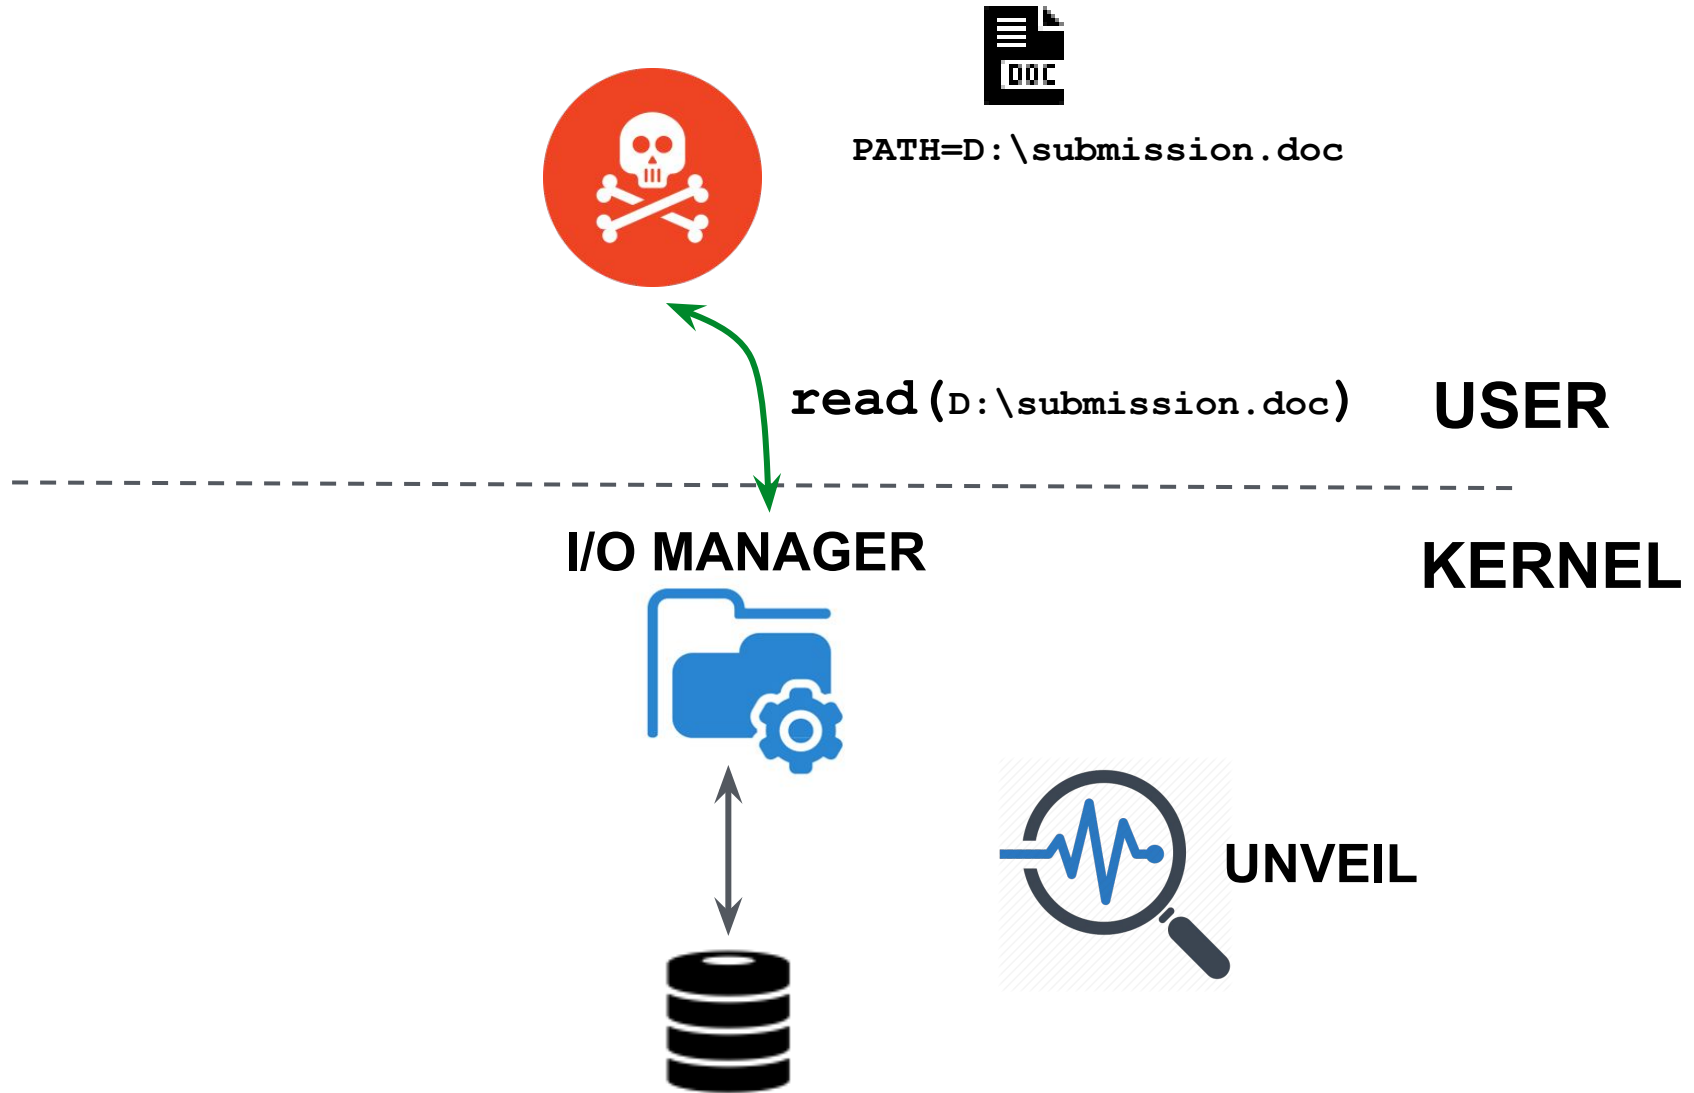 DOC
PATH=D:\submission.doc
read(D:\submission.doc)
USER
I/O MANAGER
KERNEL
UNVEIL